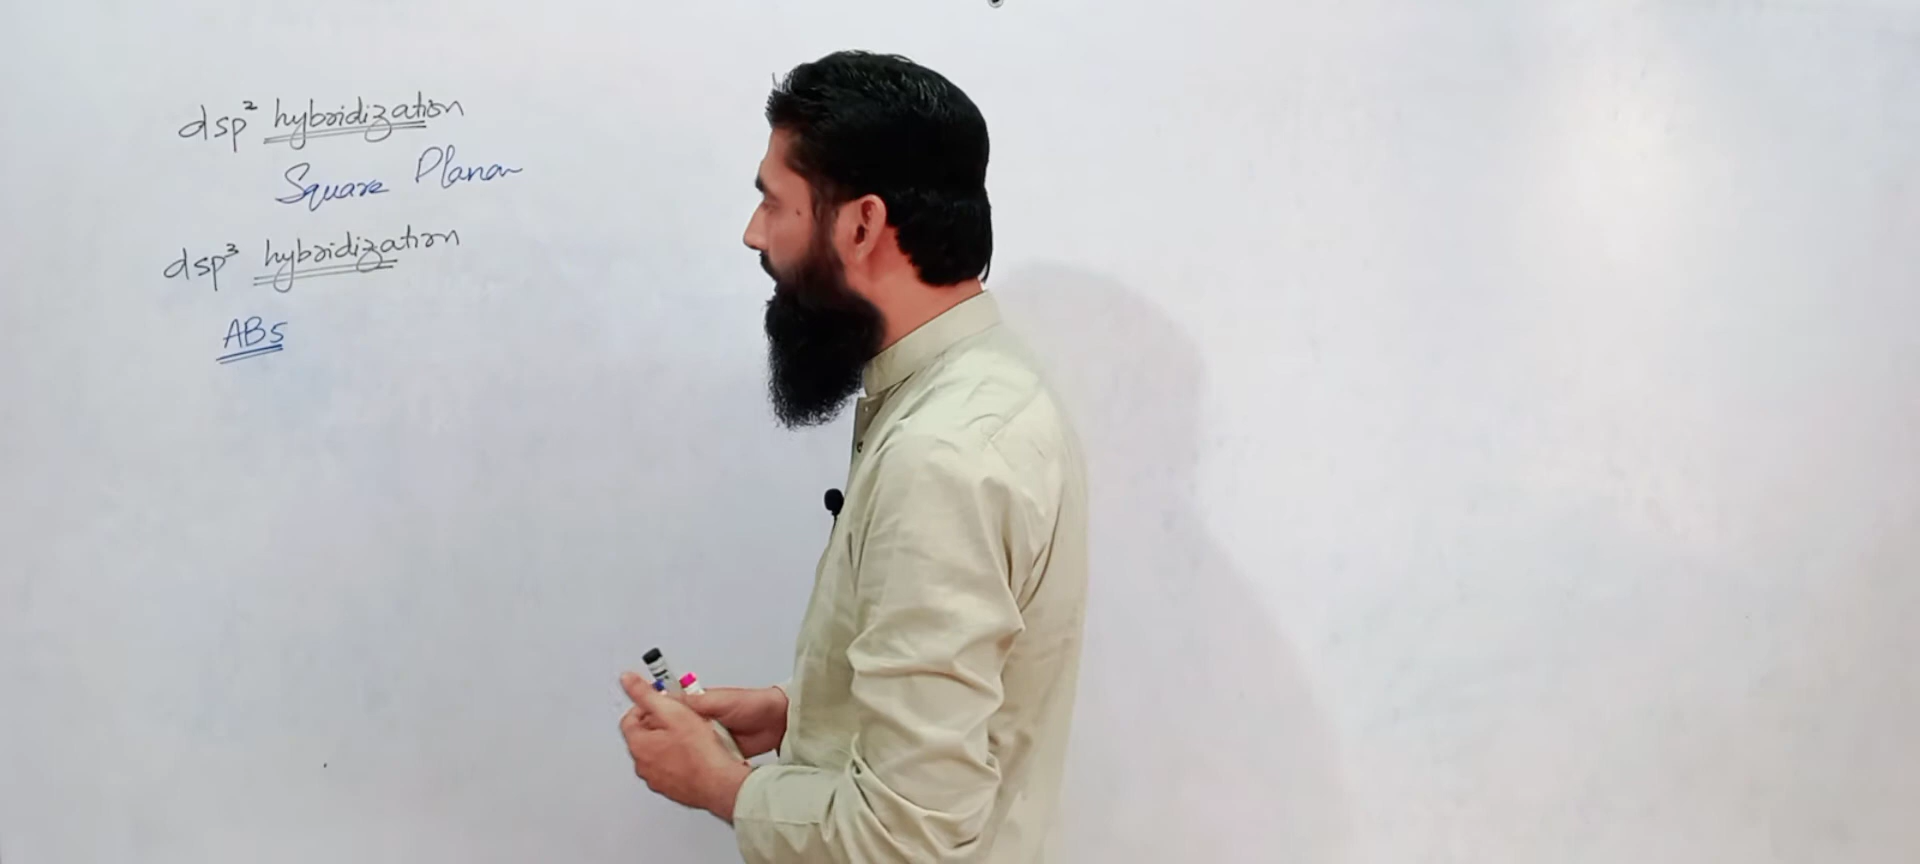 dsp² hybridization
Square Planar
dsp³ hybridization
AB5